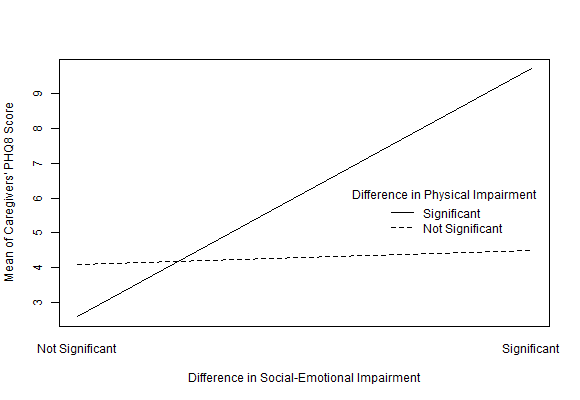 Mean of Caregivers' PHQ8 Score
9
8
7
6
5
4
3
Difference in Physical Impairment
Significant
Not Significant
Not Significant
Significant
Difference in Social-Emotional Impairment